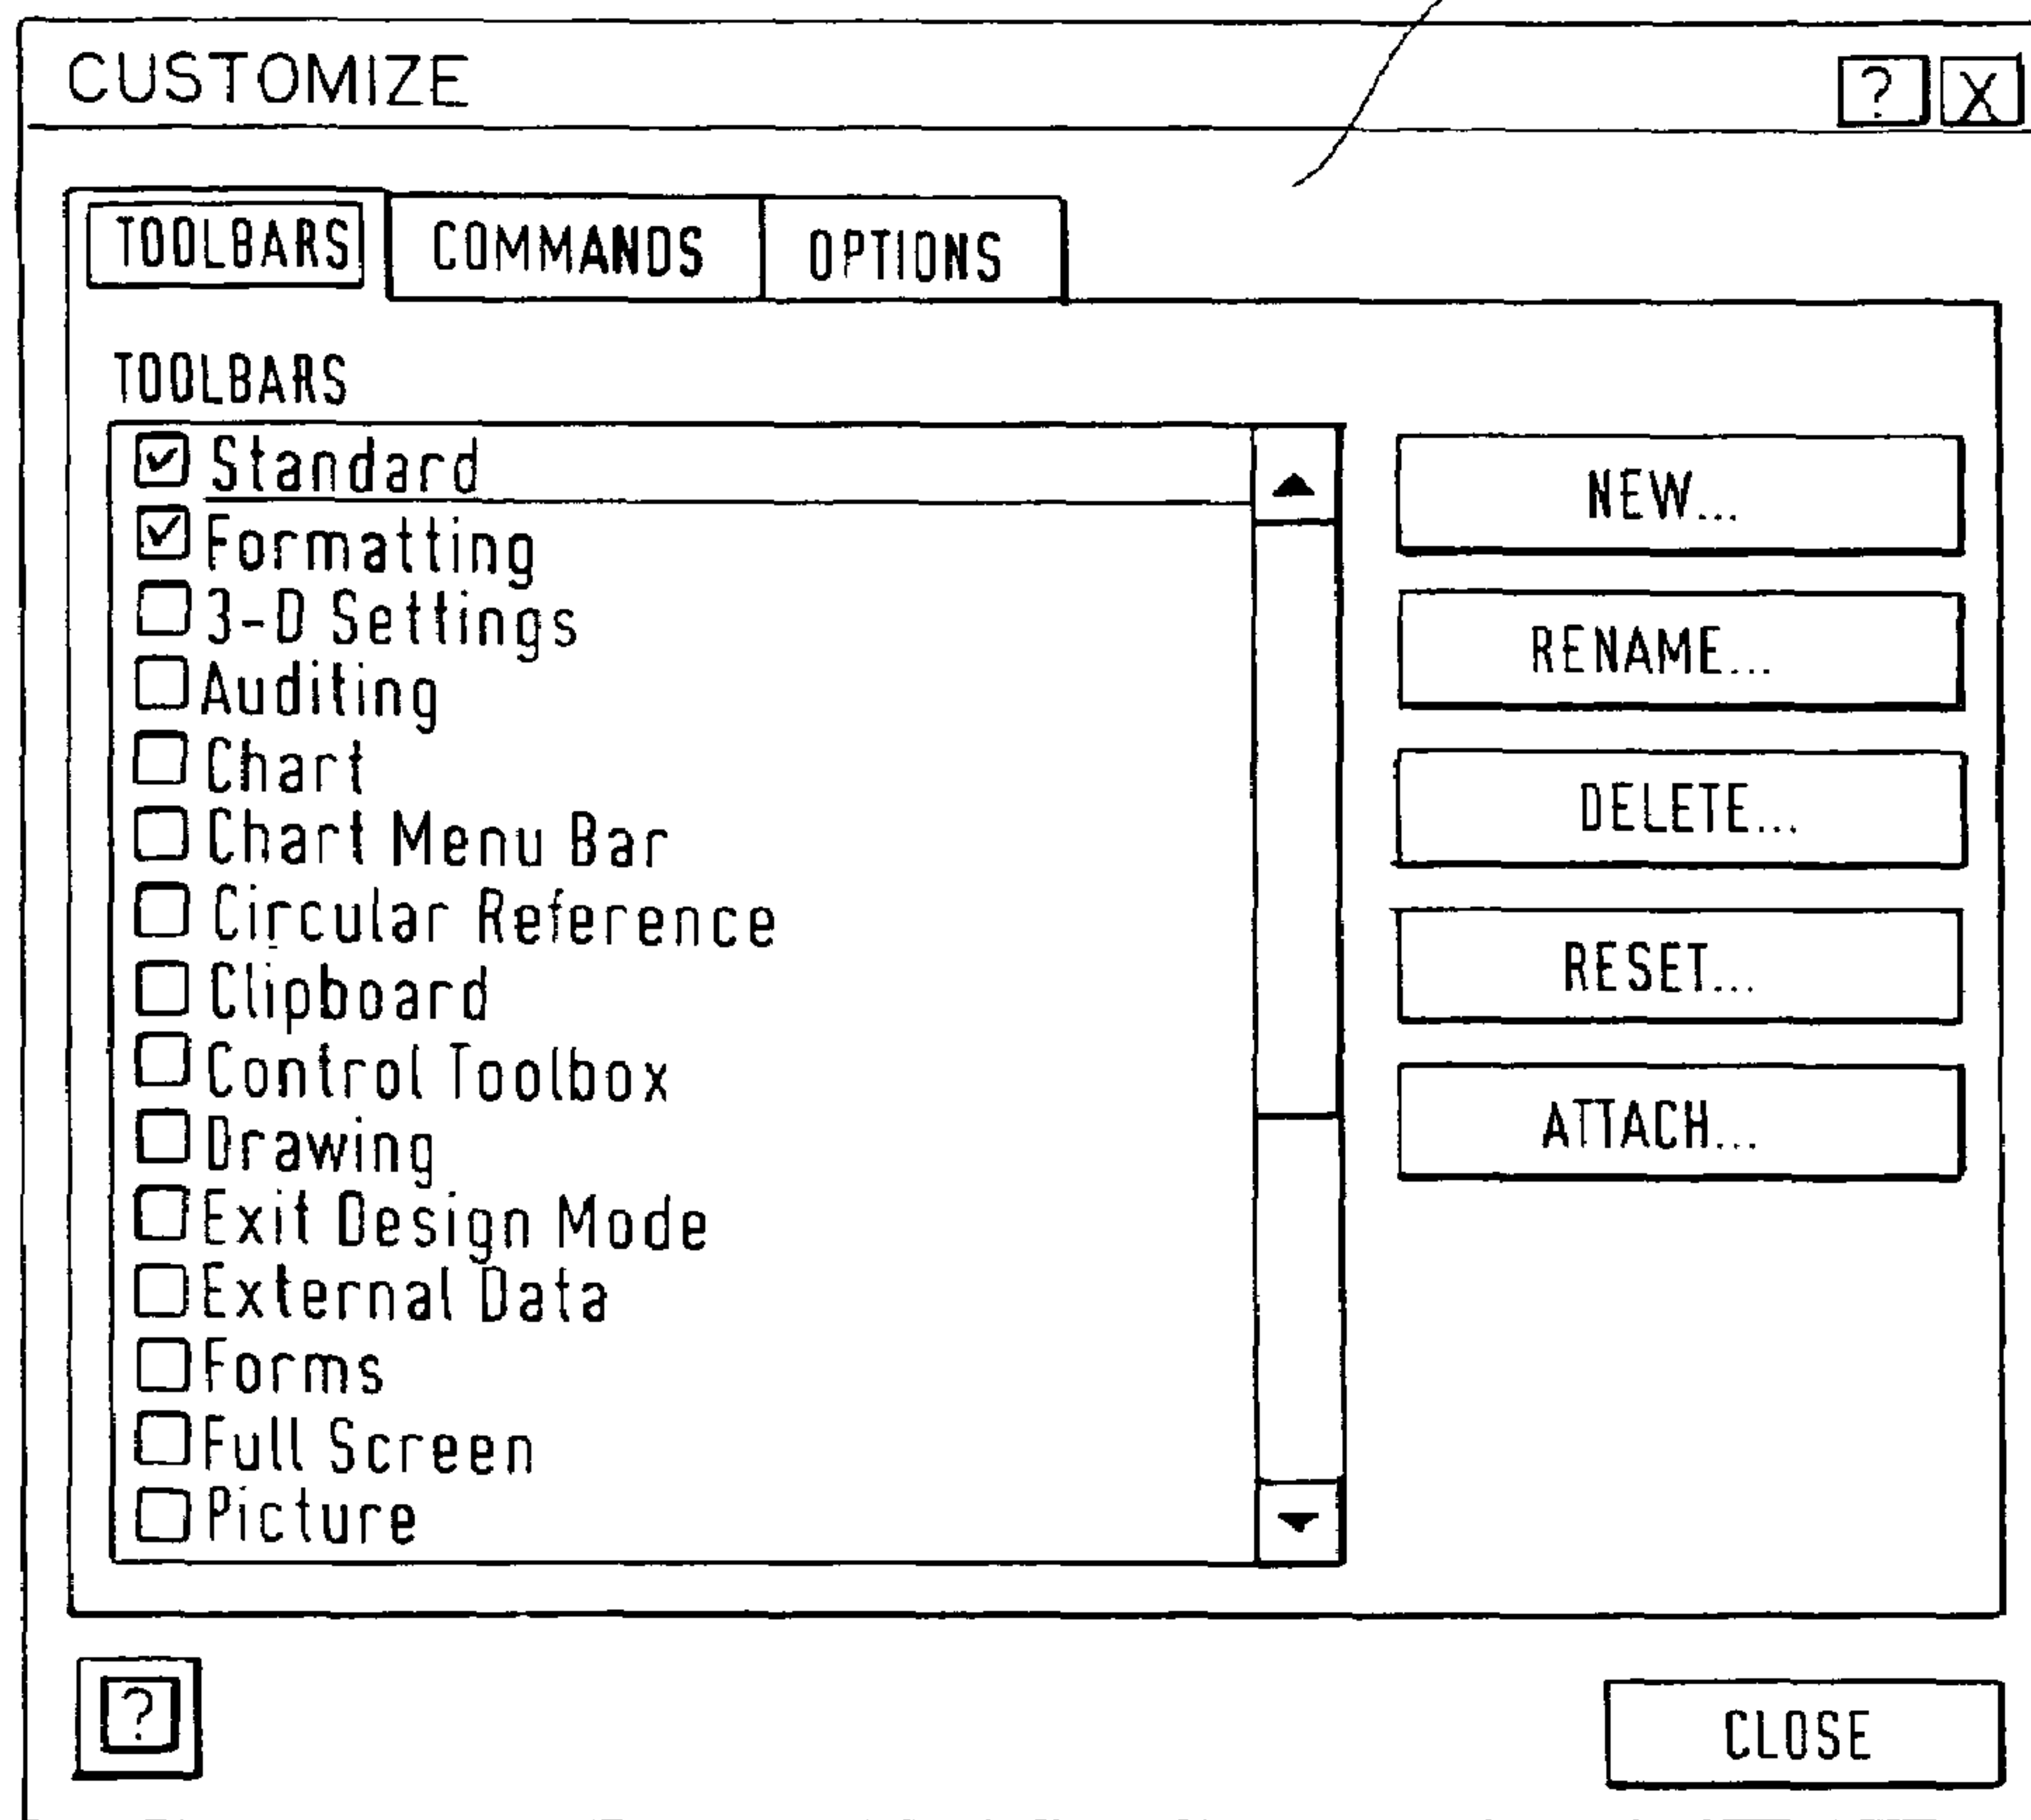 CUSTOMIZE ? X
TOOLBARS COMMANDS OPTIONS
TOOLBARS
Standard
Formatting
3-D Settings
Auditing
Chart
Chart Menu Bar
Circular Reference
Clipboard
Control Toolbox
Drawing
Exit Design Mode
External Data
Forms
Full Screen
Picture
NEW...
RENAME...
DELETE...
RESET...
ATTACH...
?
CLOSE